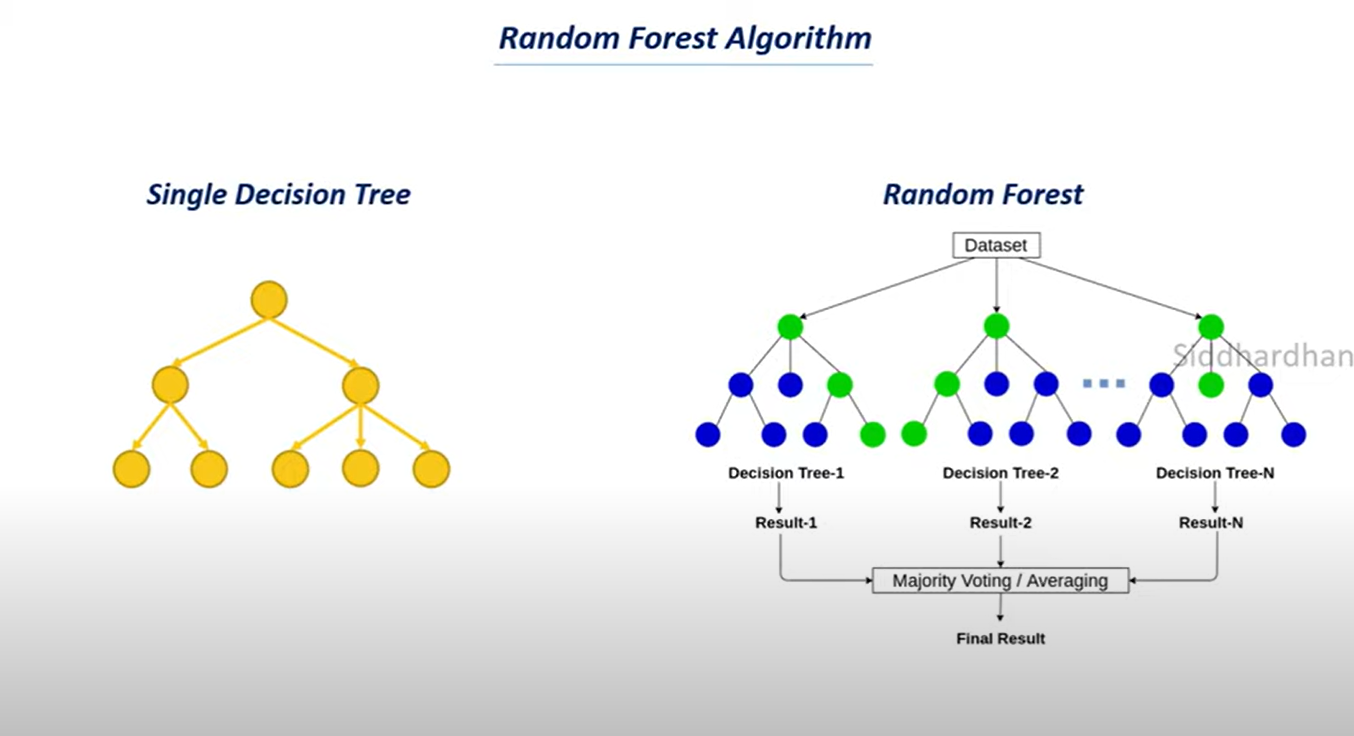 Random Forest Algorithm
Single Decision Tree
Random Forest
Dataset
Siddhardhan
Decision Tree-1
Decision Tree-2
Decision Tree-N
Result-1
Result-2
Result-N
Majority Voting / Averaging
Final Result